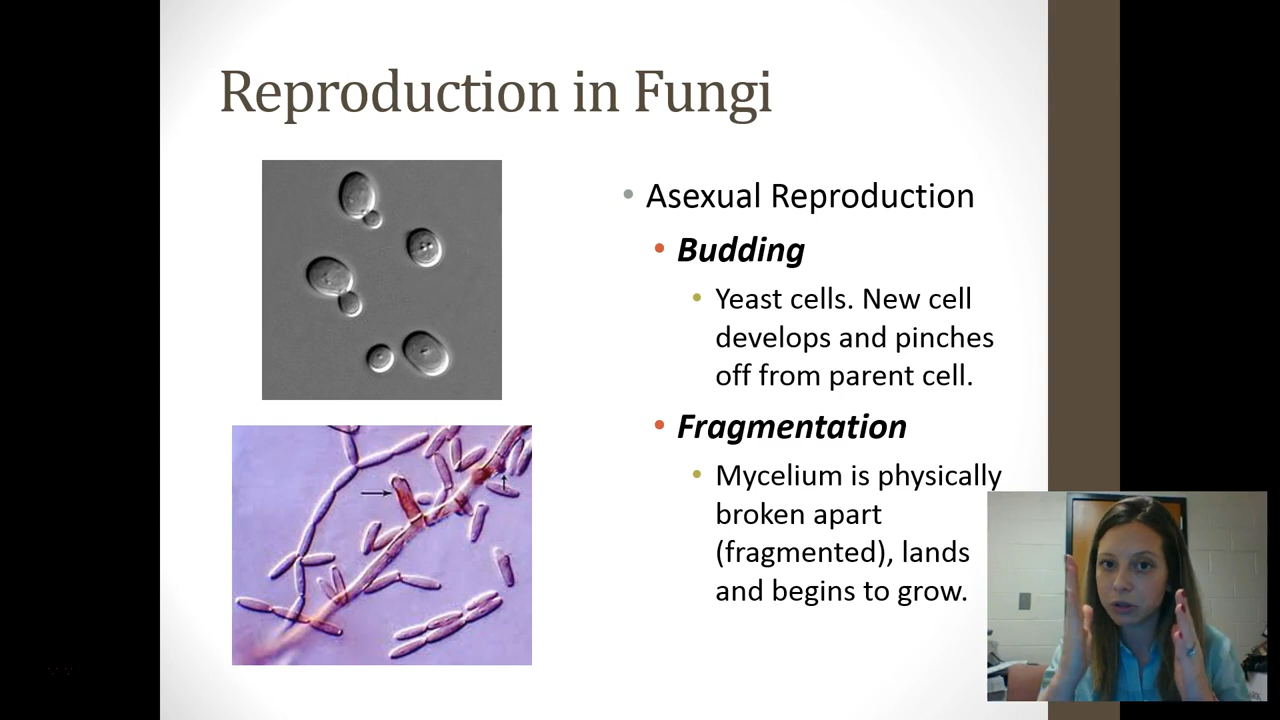 Reproduction in Fungi
• Asexual Reproduction
• Budding
• Yeast cells. New cell
develops and pinches
off from parent cell.
• Fragmentation
• Mycelium is physically
broken apart
(fragmented), lands
and begins to grow.